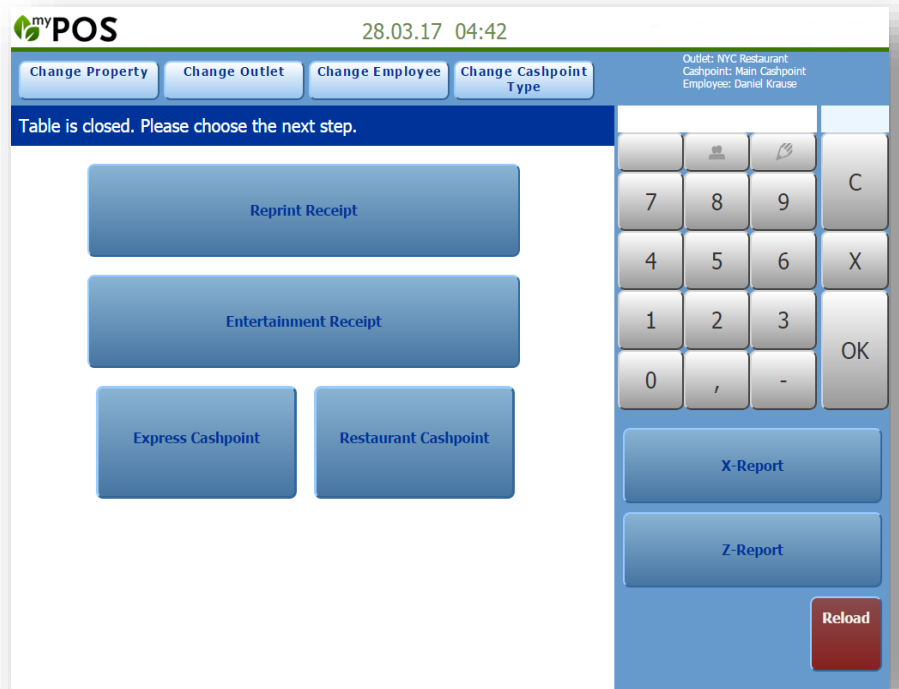 myPOS
28.03.17 04:42
Change Property
Change Outlet
Change Employee
Change Cashpoint
Type
Outlet: NYC Restaurant
Cashpoint: Main Cashpoint
Employee: Daniel Krause
Table is closed. Please choose the next step.
Reprint Receipt
Entertainment Receipt
Express Cashpoint
Restaurant Cashpoint
C
7 8 9
4 5 6 X
1 2 3
OK
0 , -
X-Report
Z-Report
Reload